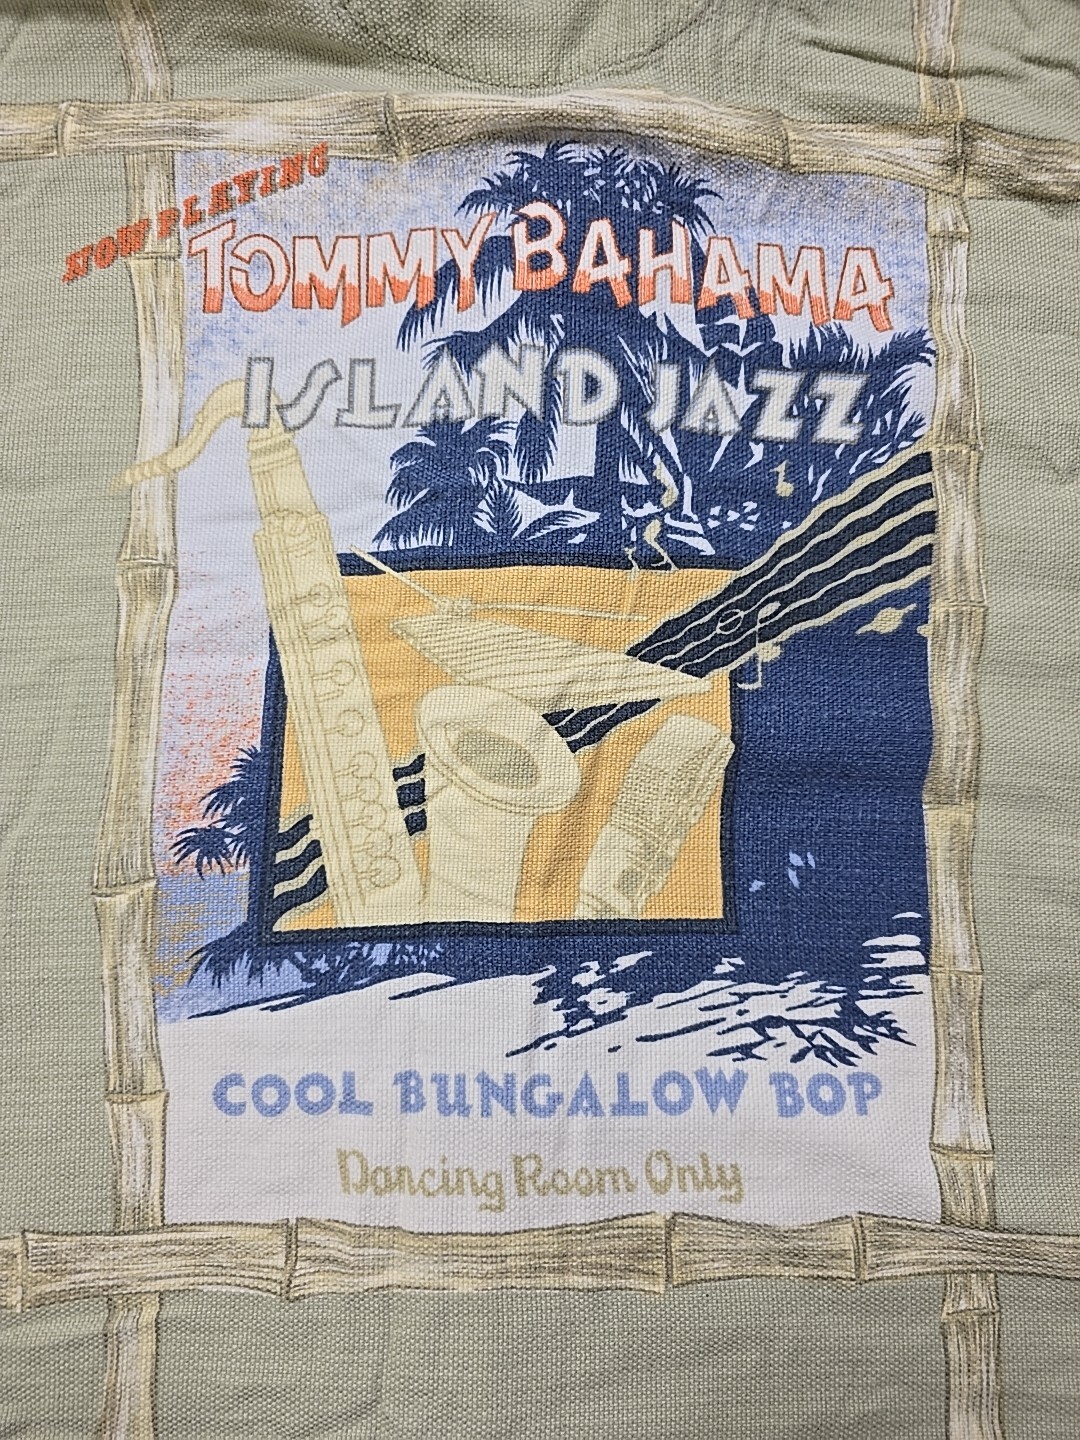 NOW PLAYING
TOMMY BAHAMA
ISLAND JAZZ
COOL BUNGALOW BOP
Dancing Room Only